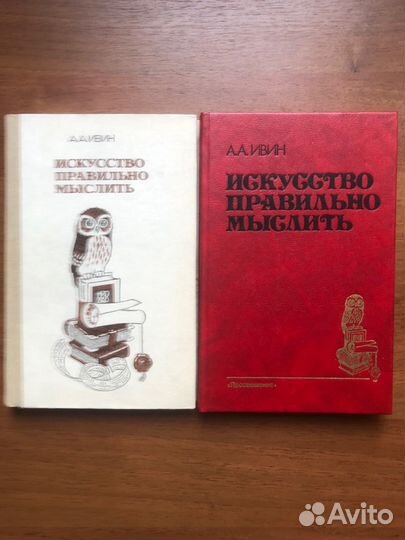 А.А.ИВИН
ИСКУССТВО
ПРАВИЛЬНО
МЫСЛИТЬ
А.А.ИВИН
ИСКУССТВО
ПРАВИЛЬНО
МЫСЛИТЬ
«Просвещение»
Avito